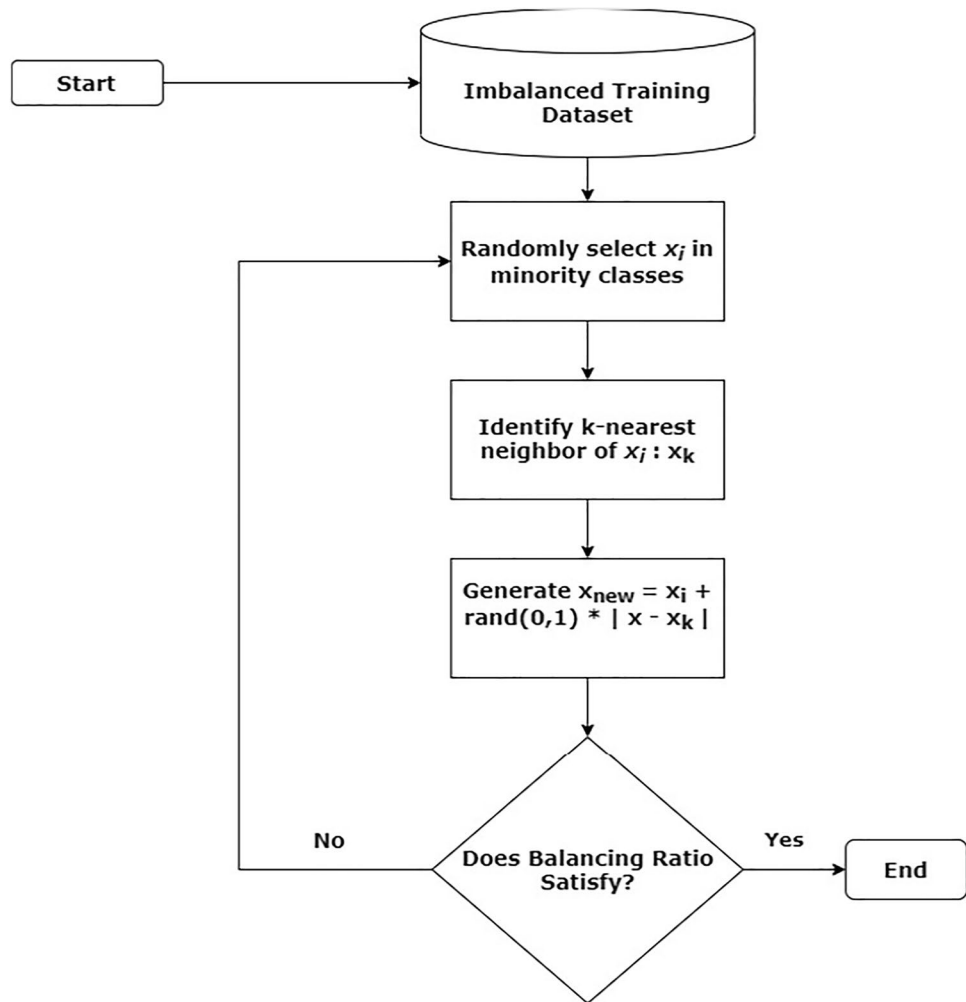 Start
Imbalanced Training
Dataset
Randomly select xᵢ in
minority classes
Identify k-nearest
neighbor of xᵢ : xₖ
Generate xₙₑw = xᵢ +
rand(0,1) * | x - xₖ |
Does Balancing Ratio
Satisfy?
No
Yes
End